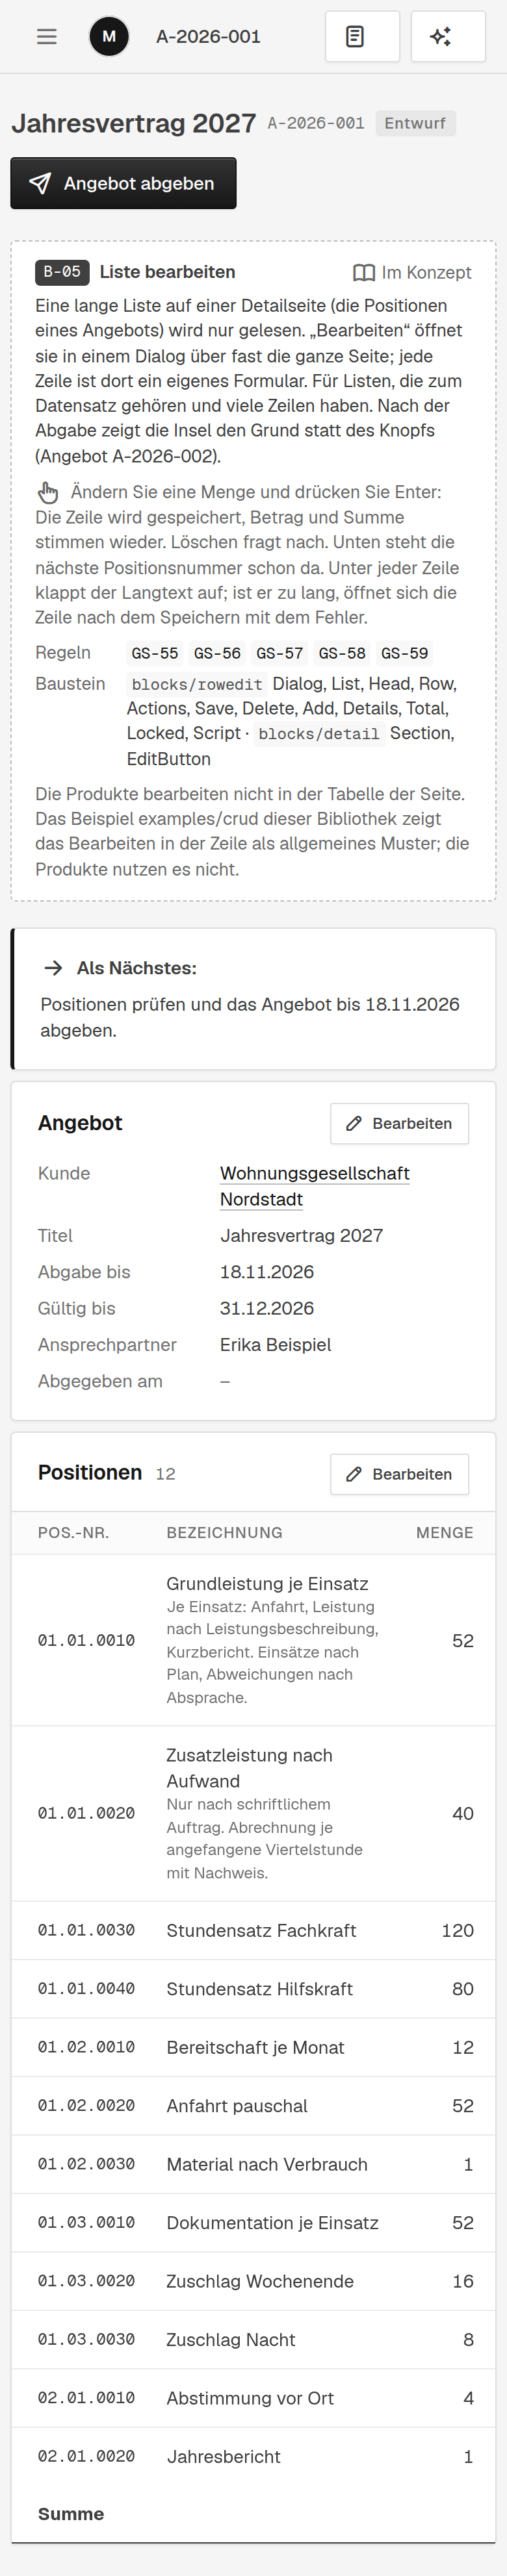 M
A-2026-001
Jahresvertrag 2027 A-2026-001 Entwurf
Angebot abgeben
B-05 Liste bearbeiten Im Konzept
Eine lange Liste auf einer Detailseite (die Positionen
eines Angebots) wird nur gelesen. „Bearbeiten“ öffnet
sie in einem Dialog über fast die ganze Seite; jede
Zeile ist dort ein eigenes Formular. Für Listen, die zum
Datensatz gehören und viele Zeilen haben. Nach der
Abgabe zeigt die Insel den Grund statt des Knopfs
(Angebot A-2026-002).
Ändern Sie eine Menge und drücken Sie Enter:
Die Zeile wird gespeichert, Betrag und Summe
stimmen wieder. Löschen fragt nach. Unten steht die
nächste Positionsnummer schon da. Unter jeder Zeile
klappt der Langtext auf; ist er zu lang, öffnet sich die
Zeile nach dem Speichern mit dem Fehler.
Regeln GS-55 GS-56 GS-57 GS-58 GS-59
Baustein blocks/rowedit Dialog, List, Head, Row,
Actions, Save, Delete, Add, Details, Total,
Locked, Script · blocks/detail Section,
EditButton
Die Produkte bearbeiten nicht in der Tabelle der Seite.
Das Beispiel examples/crud dieser Bibliothek zeigt
das Bearbeiten in der Zeile als allgemeines Muster; die
Produkte nutzen es nicht.
Als Nächstes:
Positionen prüfen und das Angebot bis 18.11.2026
abgeben.
Angebot Bearbeiten
Kunde Wohnungsgesellschaft
Nordstadt
Titel Jahresvertrag 2027
Abgabe bis 18.11.2026
Gültig bis 31.12.2026
Ansprechpartner Erika Beispiel
Abgegeben am –
Positionen 12 Bearbeiten
POS.-NR. BEZEICHNUNG MENGE
Grundleistung je Einsatz
Je Einsatz: Anfahrt, Leistung
nach Leistungsbeschreibung,
01.01.0010 Kurzbericht. Einsätze nach 52
Plan, Abweichungen nach
Absprache.
Zusatzleistung nach
Aufwand
01.01.0020 Nur nach schriftlichem 40
Auftrag. Abrechnung je
angefangene Viertelstunde
mit Nachweis.
01.01.0030 Stundensatz Fachkraft 120
01.01.0040 Stundensatz Hilfskraft 80
01.02.0010 Bereitschaft je Monat 12
01.02.0020 Anfahrt pauschal 52
01.02.0030 Material nach Verbrauch 1
01.03.0010 Dokumentation je Einsatz 52
01.03.0020 Zuschlag Wochenende 16
01.03.0030 Zuschlag Nacht 8
02.01.0010 Abstimmung vor Ort 4
02.01.0020 Jahresbericht 1
Summe